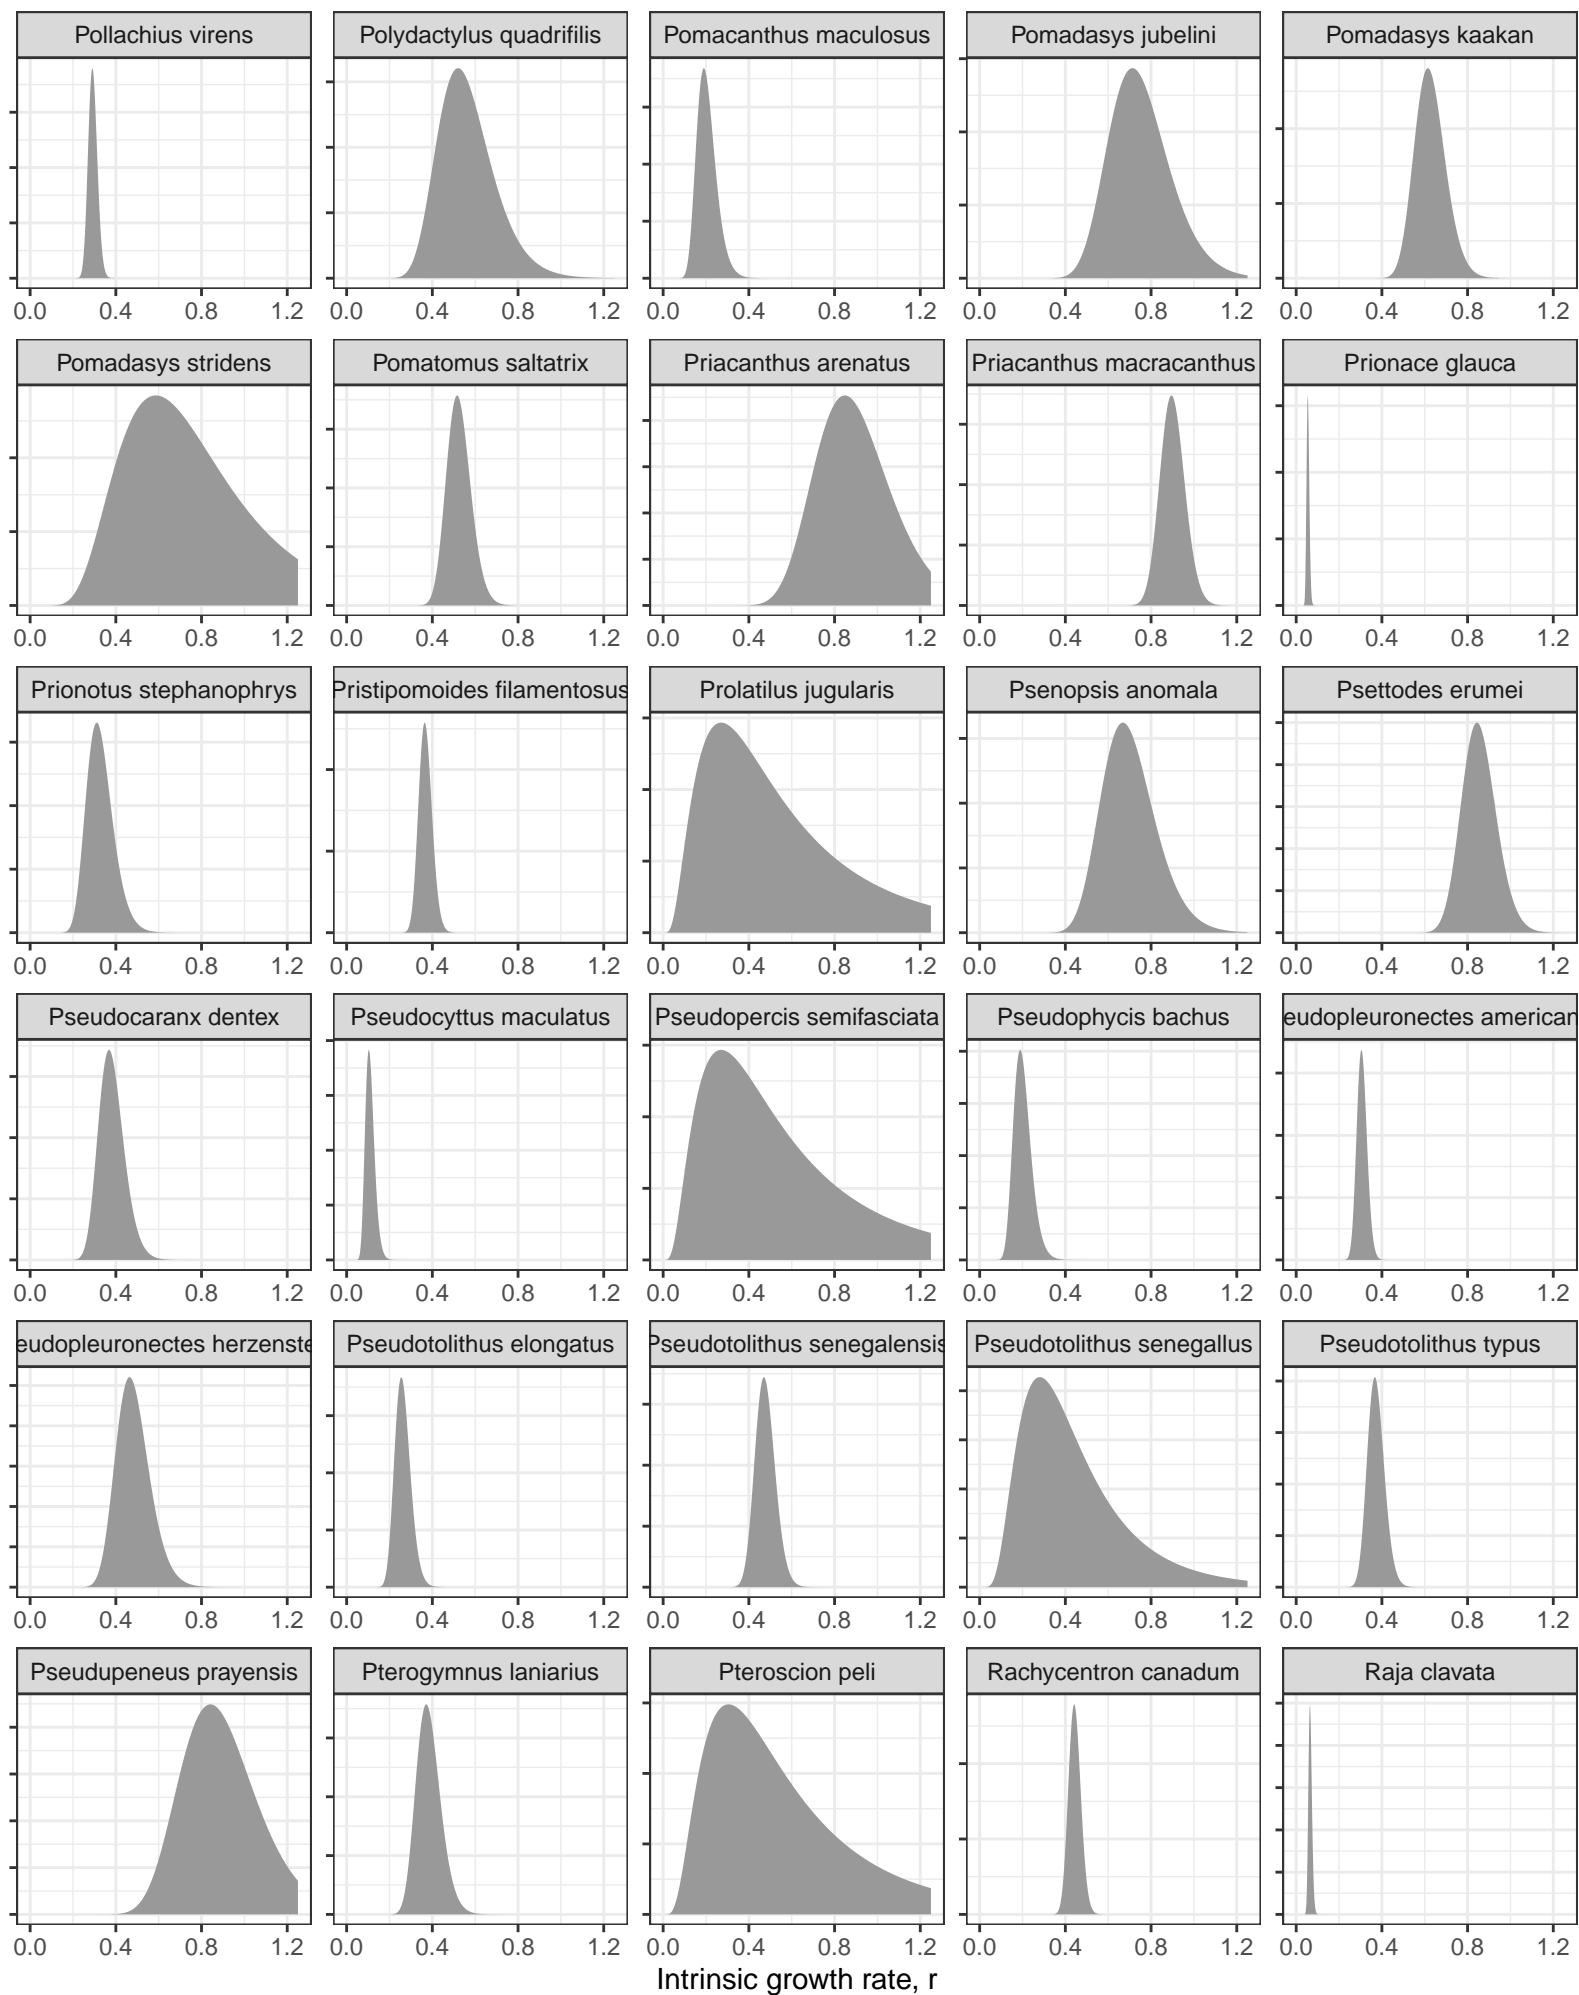 Pollachius virens Polydactylus quadrifilis Pomacanthus maculosus Pomadasys jubelini Pomadasys kaakan
0.0 0.4 0.8 1.2 0.0 0.4 0.8 1.2 0.0 0.4 0.8 1.2 0.0 0.4 0.8 1.2 0.0 0.4 0.8 1.2
Pomadasys stridens Pomatomus saltatrix Priacanthus arenatus Priacanthus macracanthus Prionace glauca
0.0 0.4 0.8 1.2 0.0 0.4 0.8 1.2 0.0 0.4 0.8 1.2 0.0 0.4 0.8 1.2 0.0 0.4 0.8 1.2
Prionotus stephanophrys Pristipomoides filamentosus Prolatilus jugularis Psenopsis anomala Psettodes erumei
0.0 0.4 0.8 1.2 0.0 0.4 0.8 1.2 0.0 0.4 0.8 1.2 0.0 0.4 0.8 1.2 0.0 0.4 0.8 1.2
Pseudocaranx dentex Pseudocyttus maculatus Pseudopercis semifasciata Pseudophycis bachus eudopleuronectes american
0.0 0.4 0.8 1.2 0.0 0.4 0.8 1.2 0.0 0.4 0.8 1.2 0.0 0.4 0.8 1.2 0.0 0.4 0.8 1.2
eudopleuronectes herzenste Pseudotolithus elongatus Pseudotolithus senegalensis Pseudotolithus senegallus Pseudotolithus typus
0.0 0.4 0.8 1.2 0.0 0.4 0.8 1.2 0.0 0.4 0.8 1.2 0.0 0.4 0.8 1.2 0.0 0.4 0.8 1.2
Pseudupeneus prayensis Pterogymnus laniarius Pteroscion peli Rachycentron canadum Raja clavata
0.0 0.4 0.8 1.2 0.0 0.4 0.8 1.2 0.0 0.4 0.8 1.2 0.0 0.4 0.8 1.2 0.0 0.4 0.8 1.2
Intrinsic growth rate, r